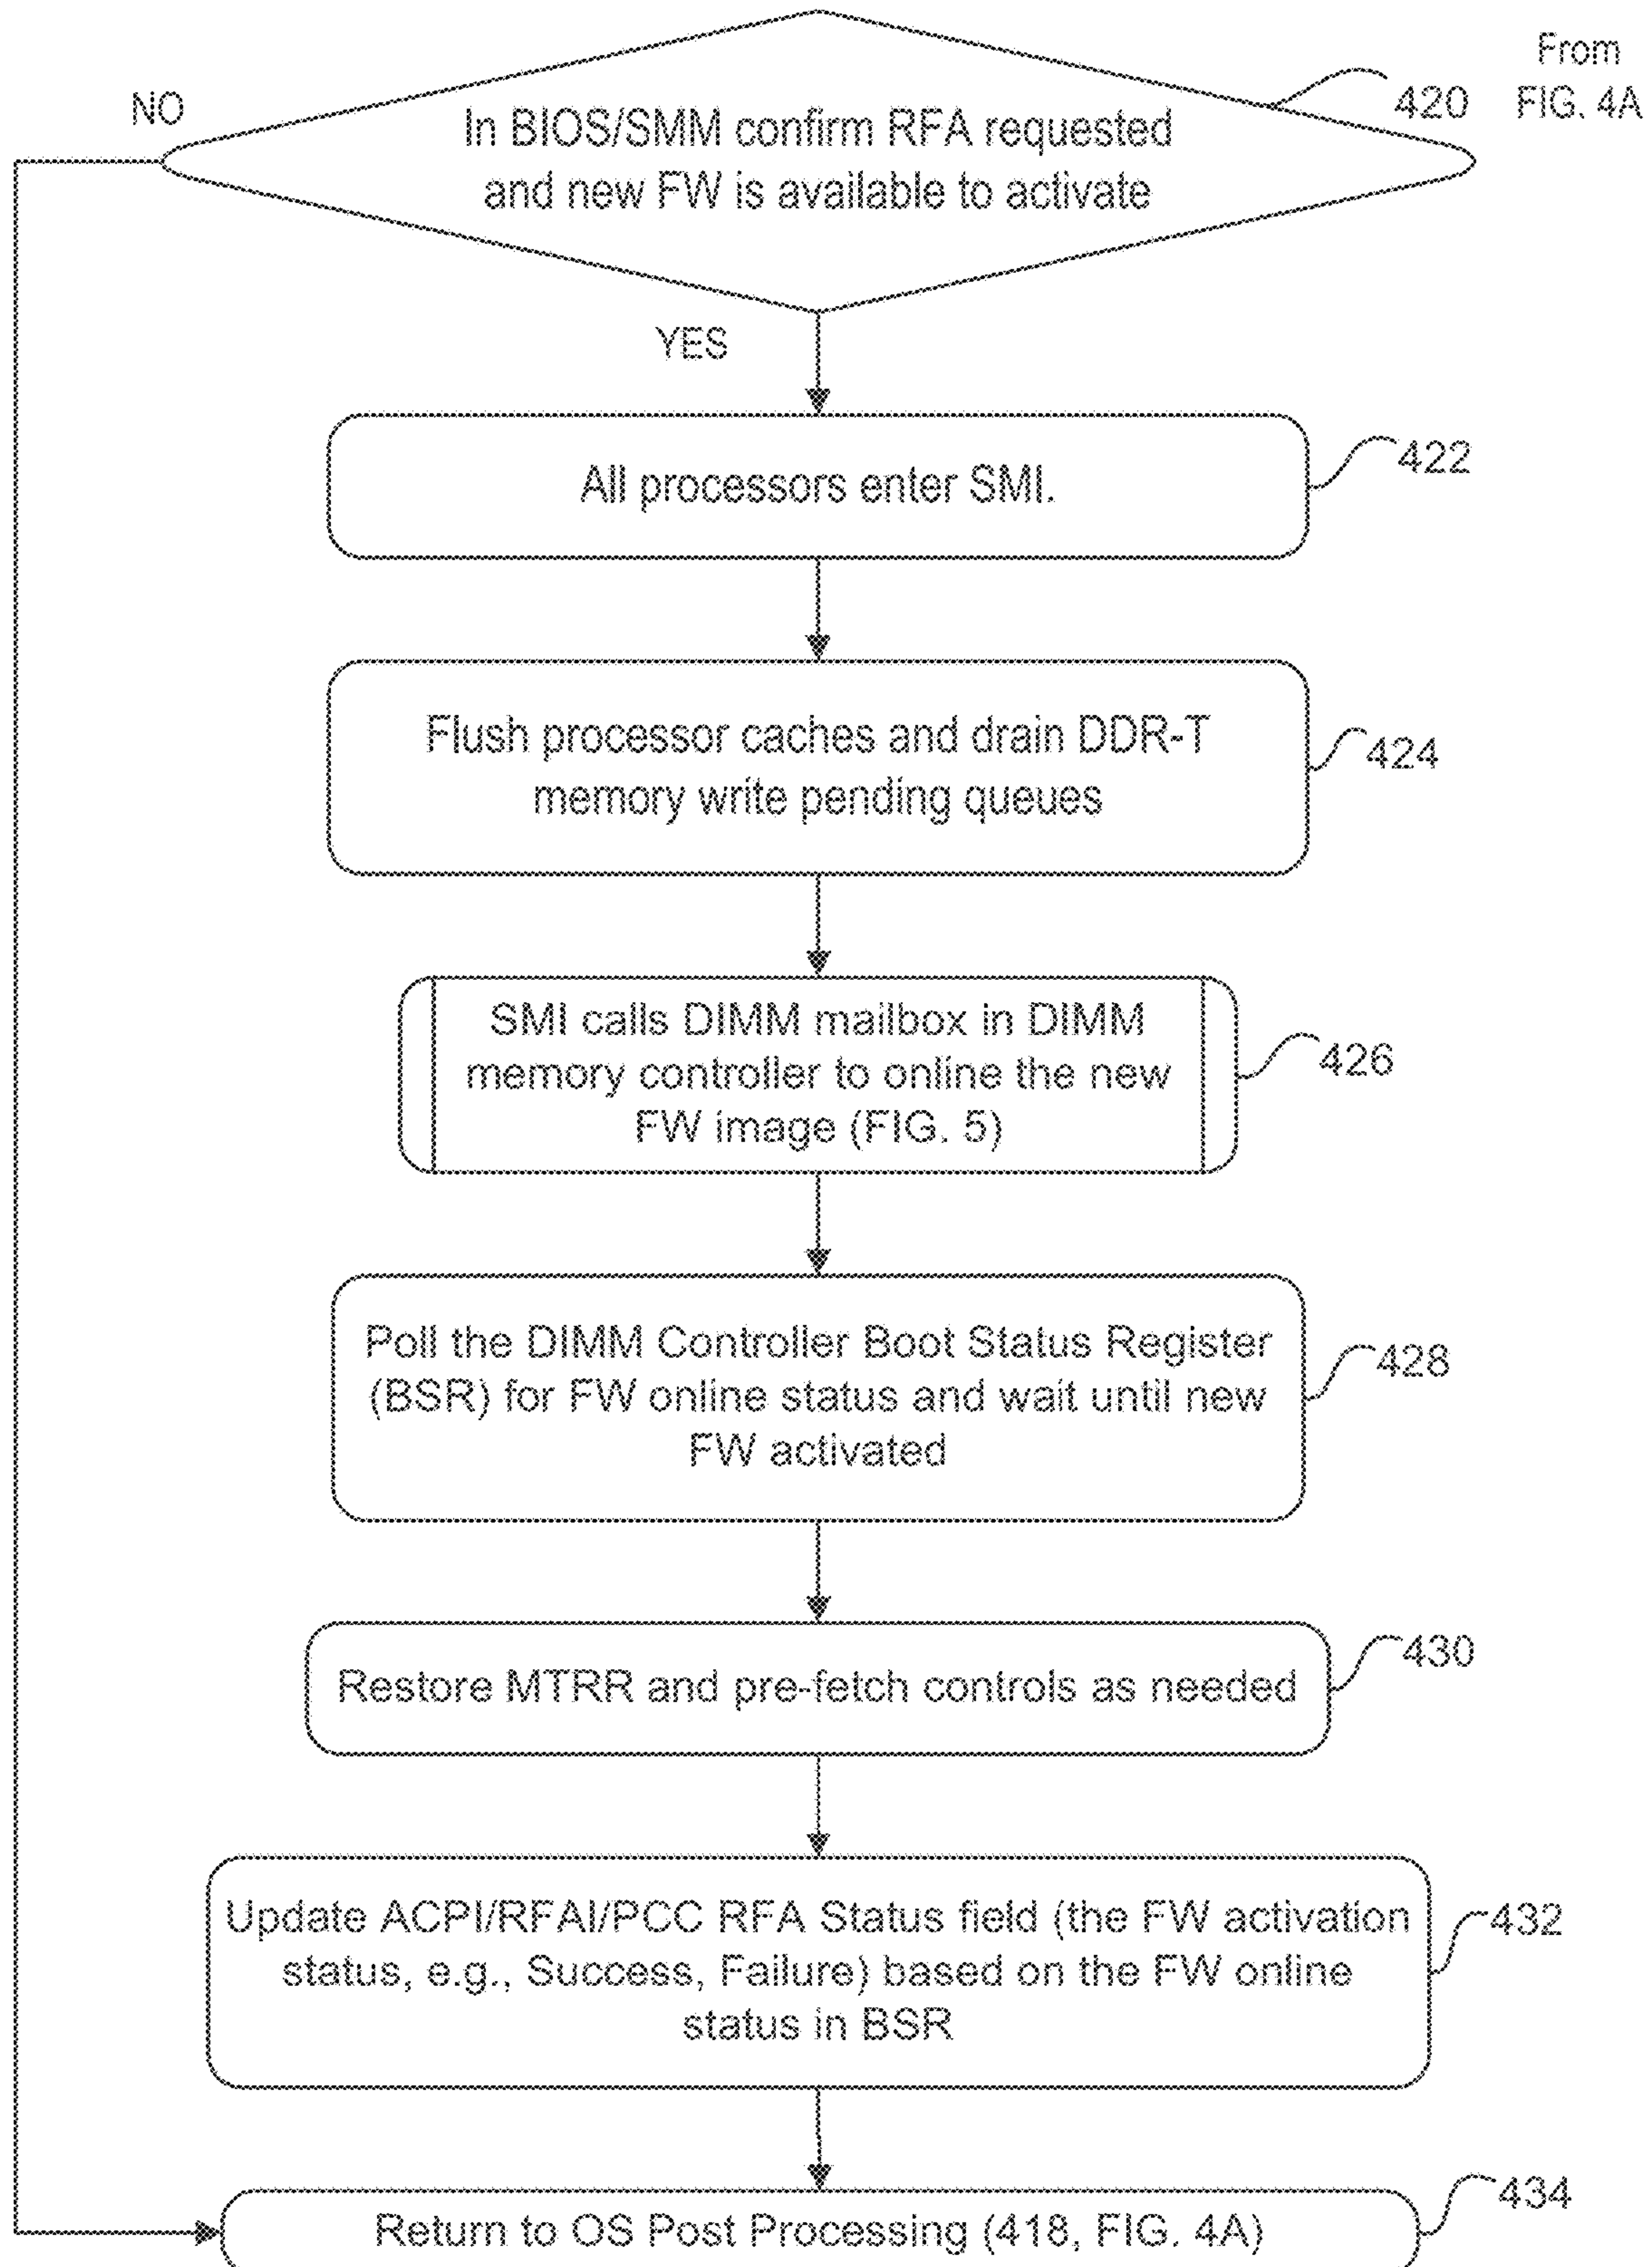 From
FIG. 4A
420
NO
In BIOS/SMM confirm RFA requested
and new FW is available to activate
YES
All processors enter SMI.
422
Flush processor caches and drain DDR-T
memory write pending queues
424
SMI calls DIMM mailbox in DIMM
memory controller to online the new
FW image (FIG. 5)
426
Poll the DIMM Controller Boot Status Register
(BSR) for FW online status and wait until new
FW activated
428
Restore MTRR and pre-fetch controls as needed
430
Update ACPI/RFAI/PCC RFA Status field (the FW activation
status, e.g., Success, Failure) based on the FW online
status in BSR
432
Return to OS Post Processing (418, FIG. 4A)
434